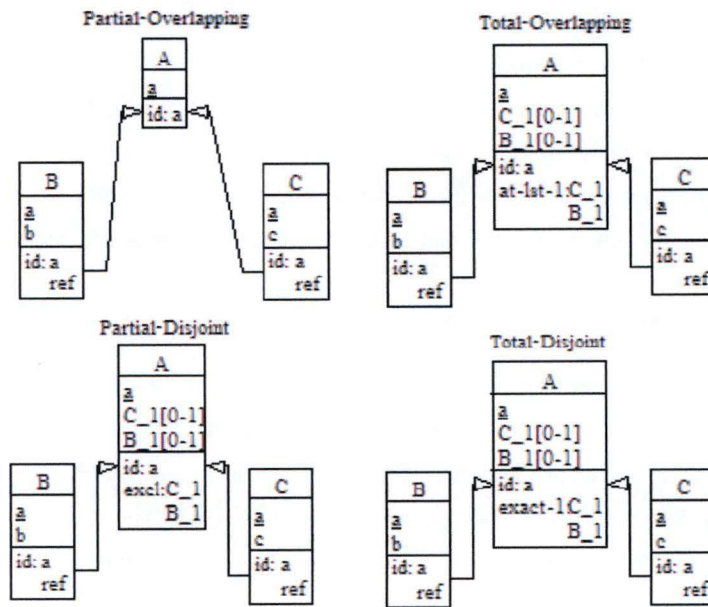 Partial-Overlapping
A
a
id: a
B
a
b
id: a
ref
C
a
c
id: a
ref
Total-Overlapping
A
a
C_1[0-1]
B_1[0-1]
id: a
at-lst-1:C_1
B_1
B
a
b
id: a
ref
C
a
c
id: a
ref
Partial-Disjoint
A
a
C_1[0-1]
B_1[0-1]
id: a
excl:C_1
B_1
B
a
b
id: a
ref
C
a
c
id: a
ref
Total-Disjoint
A
a
C_1[0-1]
B_1[0-1]
id: a
exact-1:C_1
B_1
B
a
b
id: a
ref
C
a
c
id: a
ref